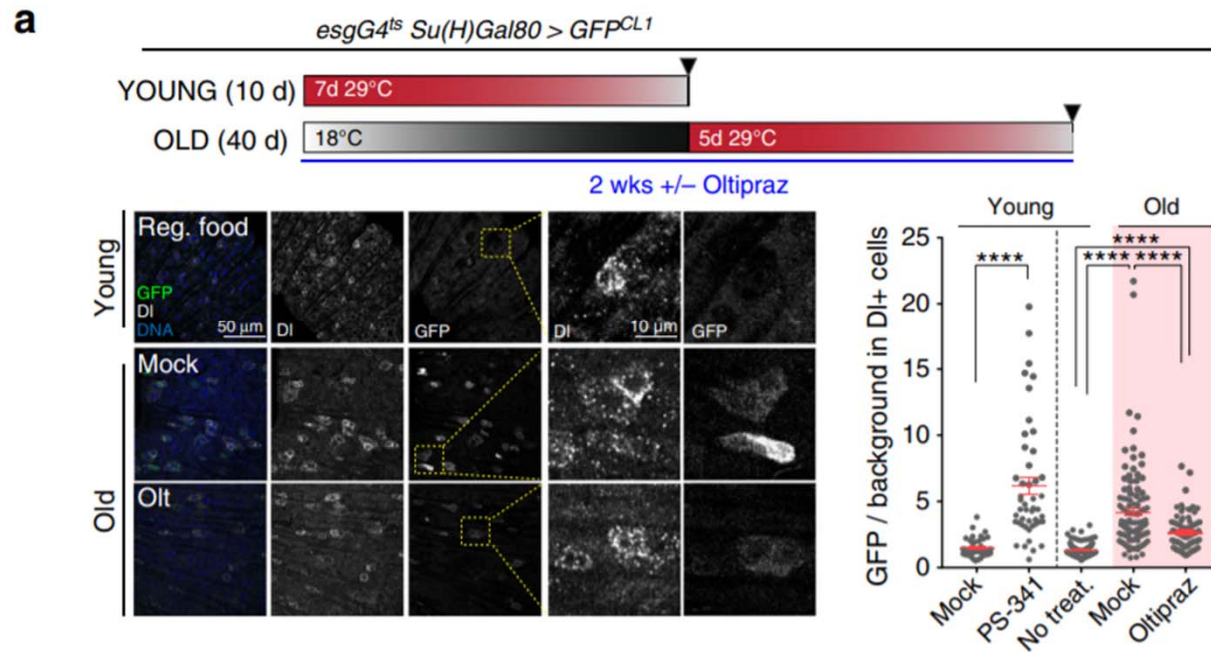 a
esgG4ts Su(H)Gal80 > GFPCL1
YOUNG (10 d)
7d 29°C
OLD (40 d)
18°C
5d 29°C
2 wks +/– Oltipraz
Young
Reg. food
GFP
Dl
DNA
50 µm
Dl
GFP
Dl
10 µm
GFP
Old
Mock
Olt
Young
Old
GFP / background in Dl+ cells
25
20
15
10
5
0
****
****
**** ****
Mock
PS-341
No treat.
Mock
Oltipraz